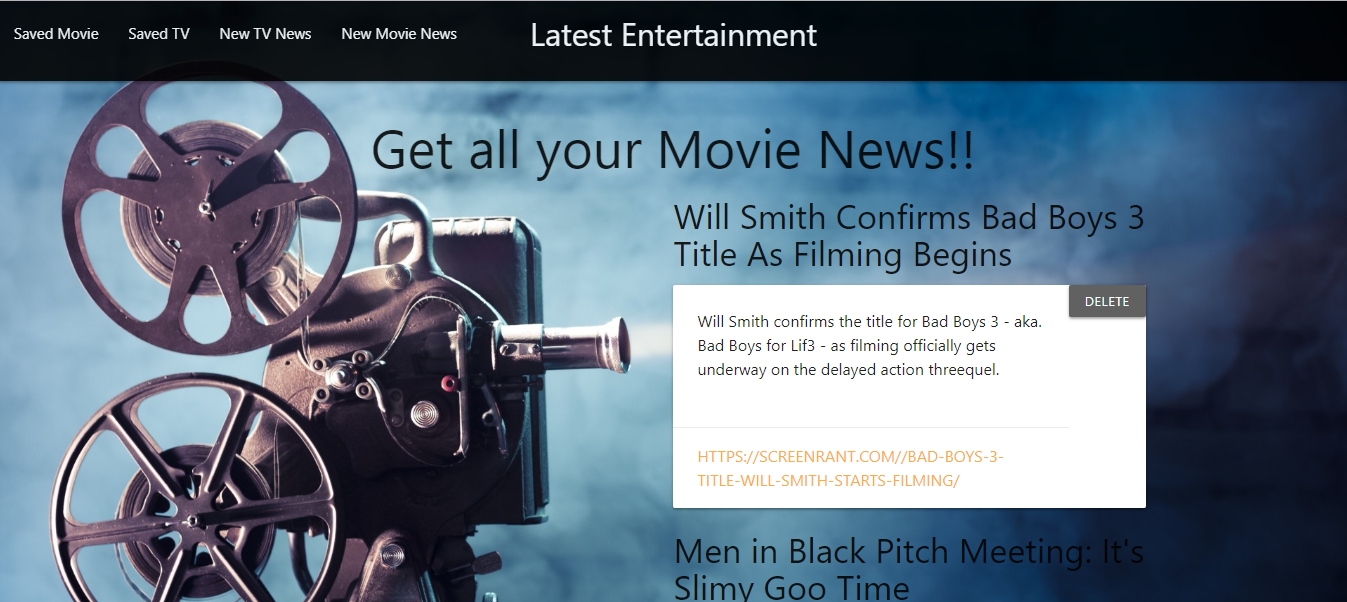 Saved Movie Saved TV New TV News New Movie News Latest Entertainment
Get all your Movie News!!
Will Smith Confirms Bad Boys 3
Title As Filming Begins
DELETE
Will Smith confirms the title for Bad Boys 3 - aka.
Bad Boys for Lif3 - as filming officially gets
underway on the delayed action threequel.
HTTPS://SCREENRANT.COM//BAD-BOYS-3-
TITLE-WILL-SMITH-STARTS-FILMING/
Men in Black Pitch Meeting: It's
Slimy Goo Time